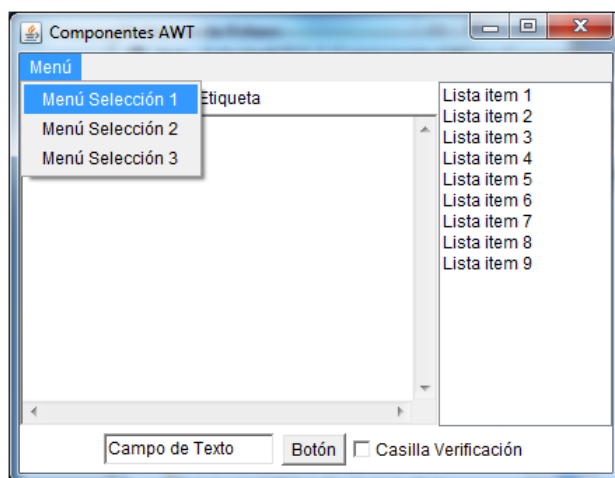 Componentes AWT
Menú
Menú Selección 1
Menú Selección 2
Menú Selección 3
Etiqueta
Lista item 1
Lista item 2
Lista item 3
Lista item 4
Lista item 5
Lista item 6
Lista item 7
Lista item 8
Lista item 9
Campo de Texto
Botón
Casilla Verificación